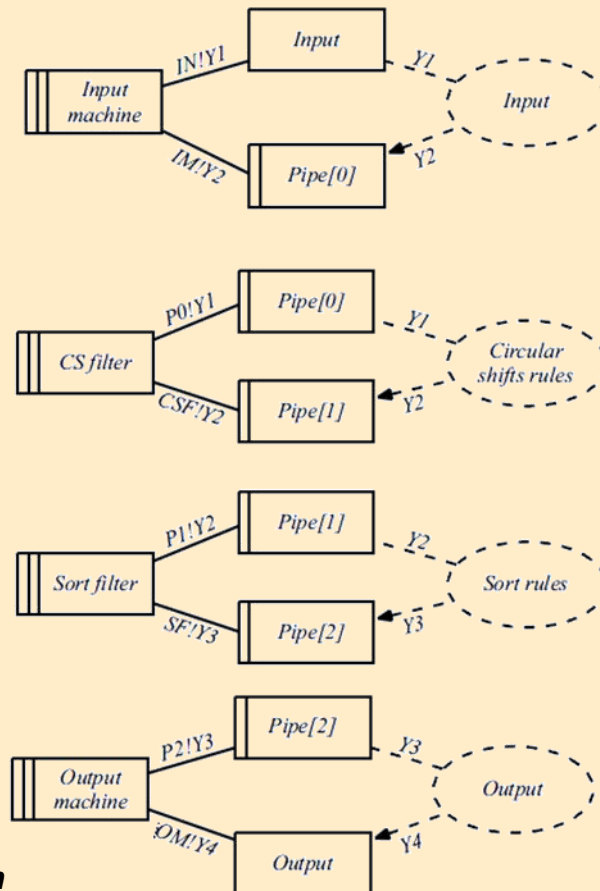 IN!Y1
Input
Y1
Input
machine
Input
IM!Y2
Pipe[0]
Y2
P0!Y1
Pipe[0]
Y1
CS filter
Circular
shifts rules
CSF!Y2
Pipe[1]
Y2
P1!Y2
Pipe[1]
Y2
Sort filter
Sort rules
SF!Y3
Pipe[2]
Y3
P2!Y3
Pipe[2]
Y3
Output
machine
Output
OM!Y4
Output
Y4